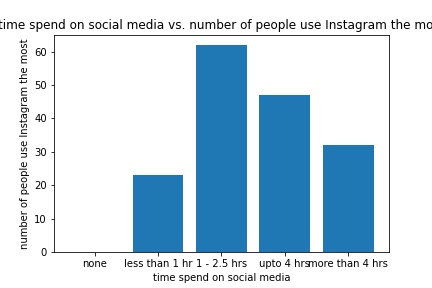 time spend on social media vs. number of people use Instagram the mo
number of people use Instagram the most
60
50
40
30
20
10
0
none less than 1 hr 1 - 2.5 hrs upto 4 hrs more than 4 hrs
time spend on social media